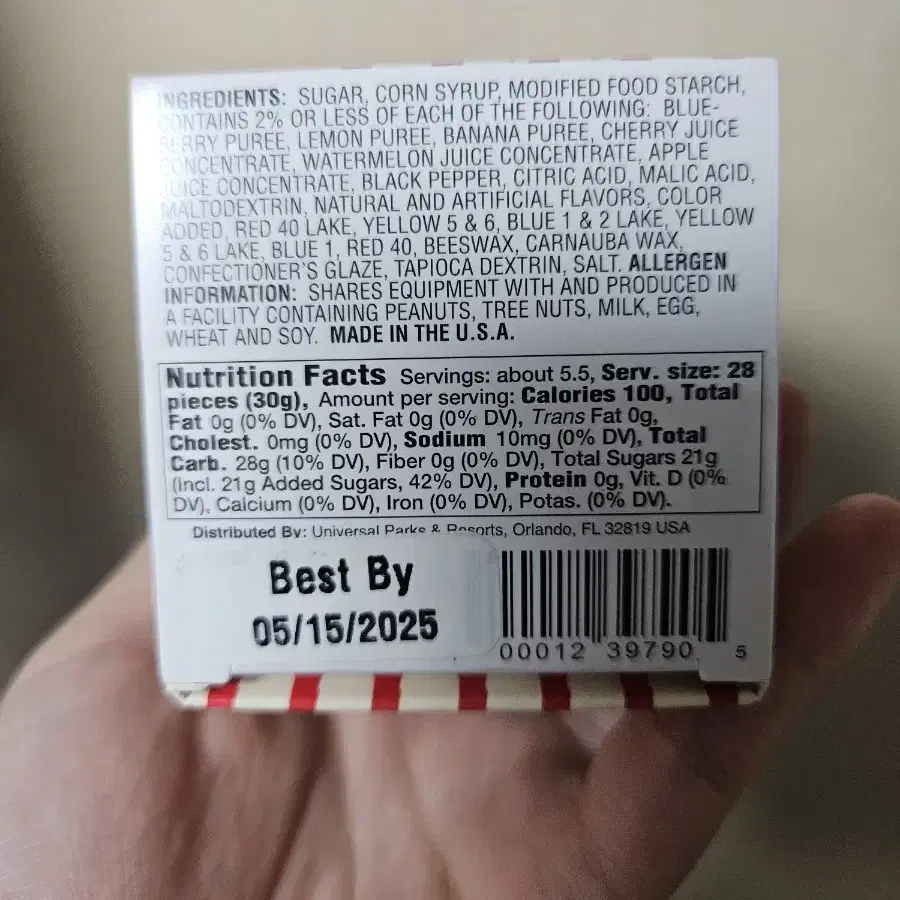 INGREDIENTS: SUGAR, CORN SYRUP, MODIFIED FOOD STARCH,
CONTAINS 2% OR LESS OF EACH OF THE FOLLOWING: BLUE-
BERRY PUREE, LEMON PUREE, BANANA PUREE, CHERRY JUICE
CONCENTRATE, WATERMELON JUICE CONCENTRATE, APPLE
JUICE CONCENTRATE, BLACK PEPPER, CITRIC ACID, MALIC ACID,
MALTODEXTRIN, NATURAL AND ARTIFICIAL FLAVORS, COLOR
ADDED, RED 40 LAKE, YELLOW 5 & 6, BLUE 1 & 2 LAKE, YELLOW
5 & 6 LAKE, BLUE 1, RED 40, BEESWAX, CARNAUBA WAX,
CONFECTIONER'S GLAZE, TAPIOCA DEXTRIN, SALT. ALLERGEN
INFORMATION: SHARES EQUIPMENT WITH AND PRODUCED IN
A FACILITY CONTAINING PEANUTS, TREE NUTS, MILK, EGG,
WHEAT AND SOY. MADE IN THE U.S.A.
Nutrition Facts Servings: about 5.5, Serv. size: 28
pieces (30g), Amount per serving: Calories 100, Total
Fat 0g (0% DV), Sat. Fat 0g (0% DV), Trans Fat 0g,
Cholest. 0mg (0% DV), Sodium 10mg (0% DV), Total
Carb. 28g (10% DV), Fiber 0g (0% DV), Total Sugars 21g
(Incl. 21g Added Sugars, 42% DV), Protein 0g, Vit. D (0%
DV), Calcium (0% DV), Iron (0% DV), Potas. (0% DV).
Distributed By: Universal Parks & Resorts, Orlando, FL 32819 USA
Best By
05/15/2025
00012 39790 5